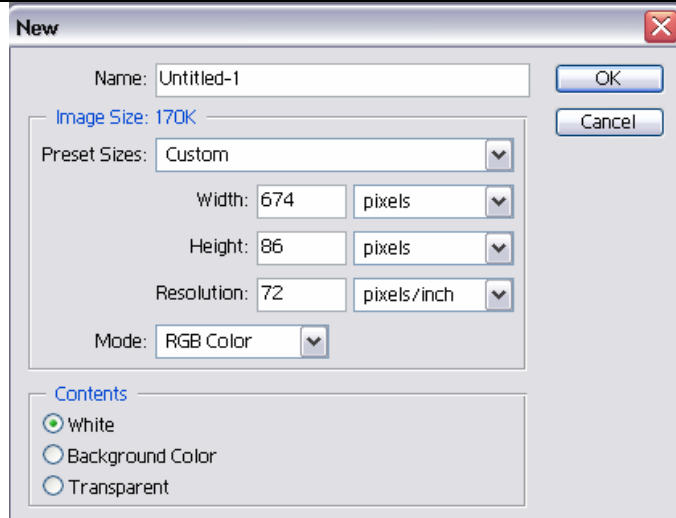 New
Name: Untitled-1
OK
Image Size: 170K
Cancel
Preset Sizes: Custom
Width: 674 pixels
Height: 86 pixels
Resolution: 72 pixels/inch
Mode: RGB Color
Contents
White
Background Color
Transparent